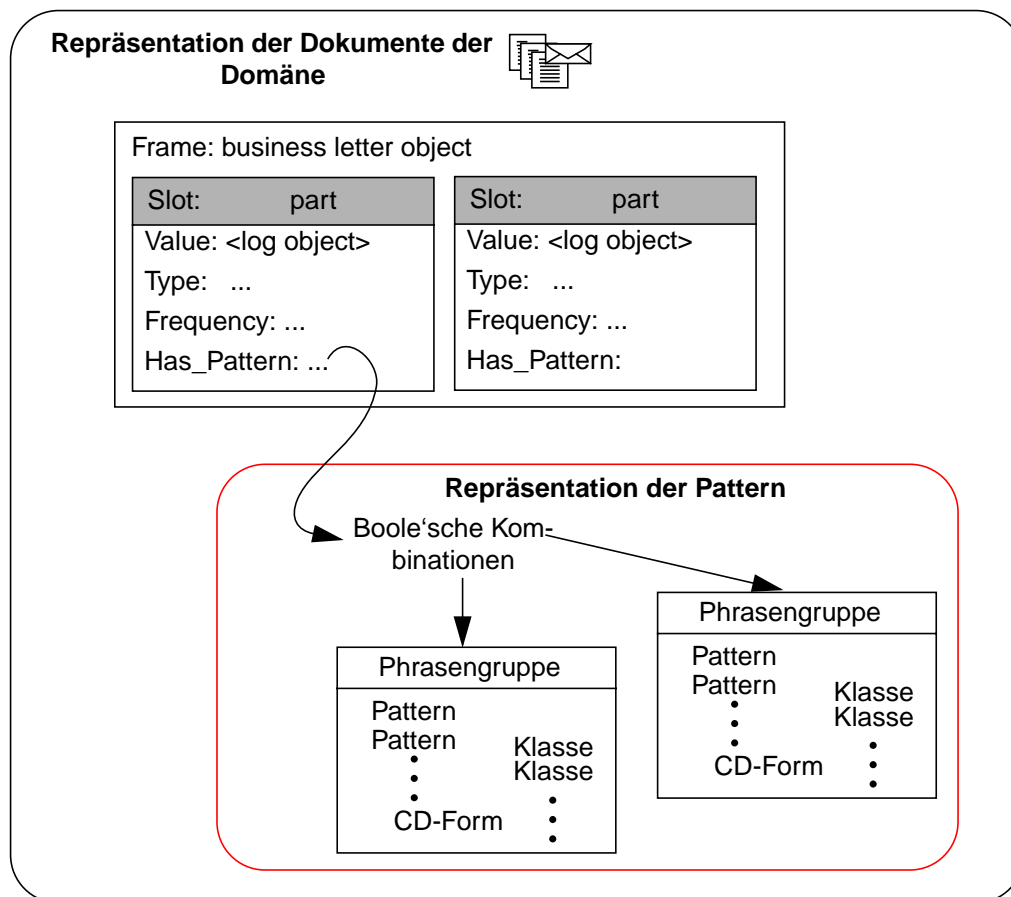 Repräsentation der Dokumente der
Domäne
Frame: business letter object
Slot: part
Value: <log object>
Type: ...
Frequency: ...
Has_Pattern: ...
Slot: part
Value: <log object>
Type: ...
Frequency: ...
Has_Pattern:
Repräsentation der Pattern
Boole‘sche Kom-
binationen
Phrasengruppe
Pattern
Pattern
Klasse
Klasse
CD-Form
Phrasengruppe
Pattern
Pattern
Klasse
Klasse
CD-Form